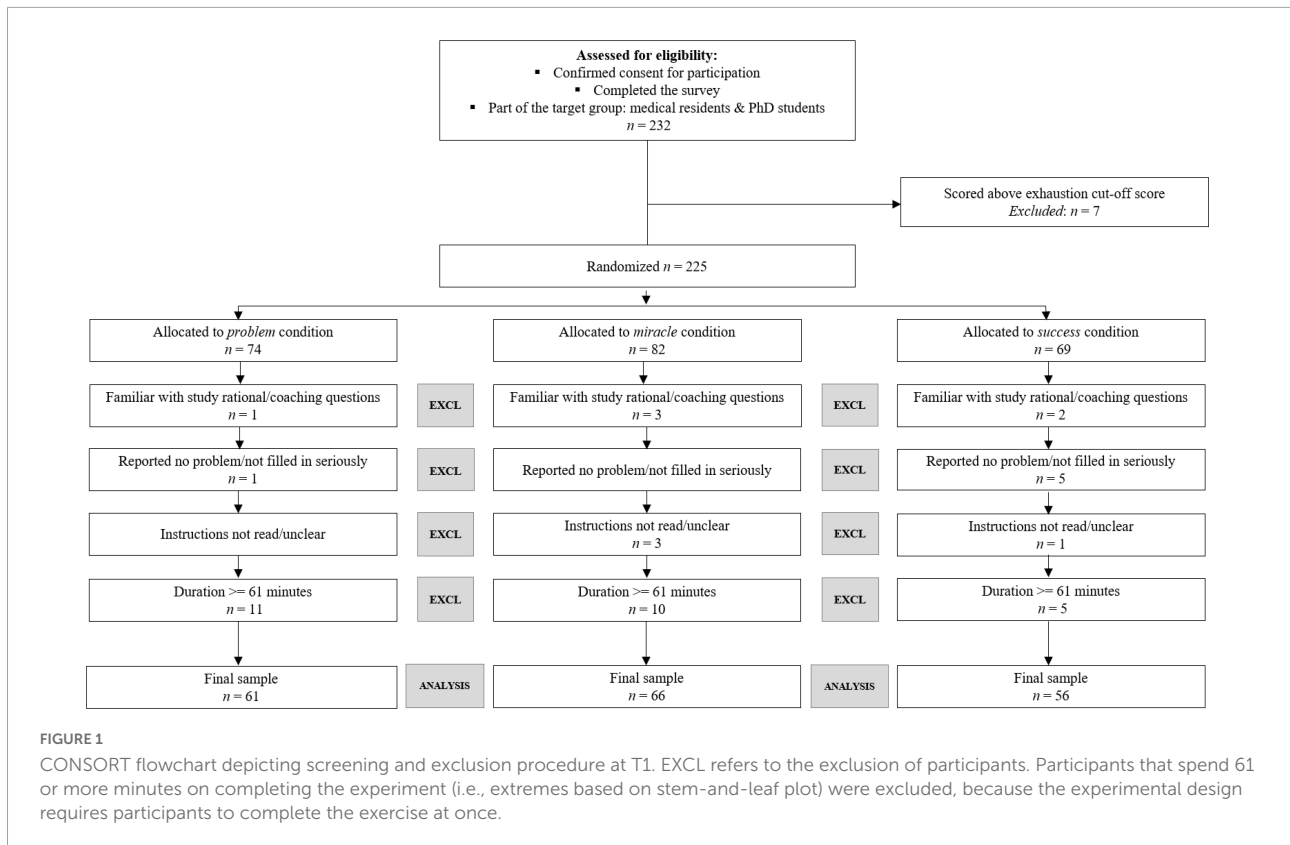 Assessed for eligibility:
▪ Confirmed consent for participation
▪ Completed the survey
▪ Part of the target group: medical residents & PhD students
n = 232
Scored above exhaustion cut-off score
Excluded: n = 7
Randomized n = 225
Allocated to problem condition
n = 74
Allocated to miracle condition
n = 82
Allocated to success condition
n = 69
Familiar with study rational/coaching questions
n = 1
EXCL
Familiar with study rational/coaching questions
n = 3
EXCL
Familiar with study rational/coaching questions
n = 2
Reported no problem/not filled in seriously
n = 1
EXCL
Reported no problem/not filled in seriously
EXCL
Reported no problem/not filled in seriously
n = 5
Instructions not read/unclear
EXCL
Instructions not read/unclear
n = 3
EXCL
Instructions not read/unclear
n = 1
Duration >= 61 minutes
n = 11
EXCL
Duration >= 61 minutes
n = 10
EXCL
Duration >= 61 minutes
n = 5
Final sample
n = 61
ANALYSIS
Final sample
n = 66
ANALYSIS
Final sample
n = 56
FIGURE 1
CONSORT flowchart depicting screening and exclusion procedure at T1. EXCL refers to the exclusion of participants. Participants that spend 61
or more minutes on completing the experiment (i.e., extremes based on stem-and-leaf plot) were excluded, because the experimental design
requires participants to complete the exercise at once.